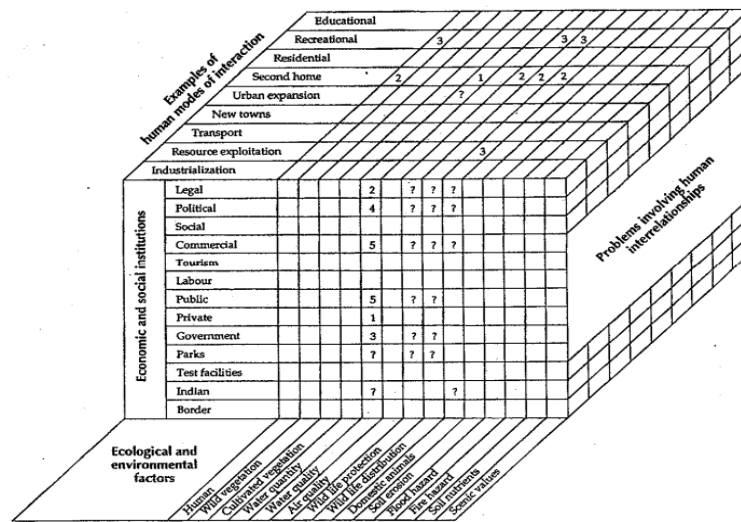 Educational
Recreational 3 3 3
Residential
Second home 2 1 2 2 2
Urban expansion ?
New towns
Transport
Resource exploitation 3
Industrialization
Examples of
human modes of interaction
Legal 2 ? ? ?
Political 4 ? ? ?
Social
Commercial 5 ? ? ?
Tourism
Labour
Public 5 ? ?
Private 1
Government 3 ? ?
Parks ? ? ?
Test facilities
Indian ? ?
Border
Economic and social institutions
Problems involving human
interrelationships
Ecological and
environmental
factors
Human
Wild vegetation
Cultivated vegetation
Water quantity
Water quality
Air quality
Wild life protection
Wild life distribution
Domestic animals
Soil erosion
Flood hazard
Fire hazard
Soil nutrients
Scenic values